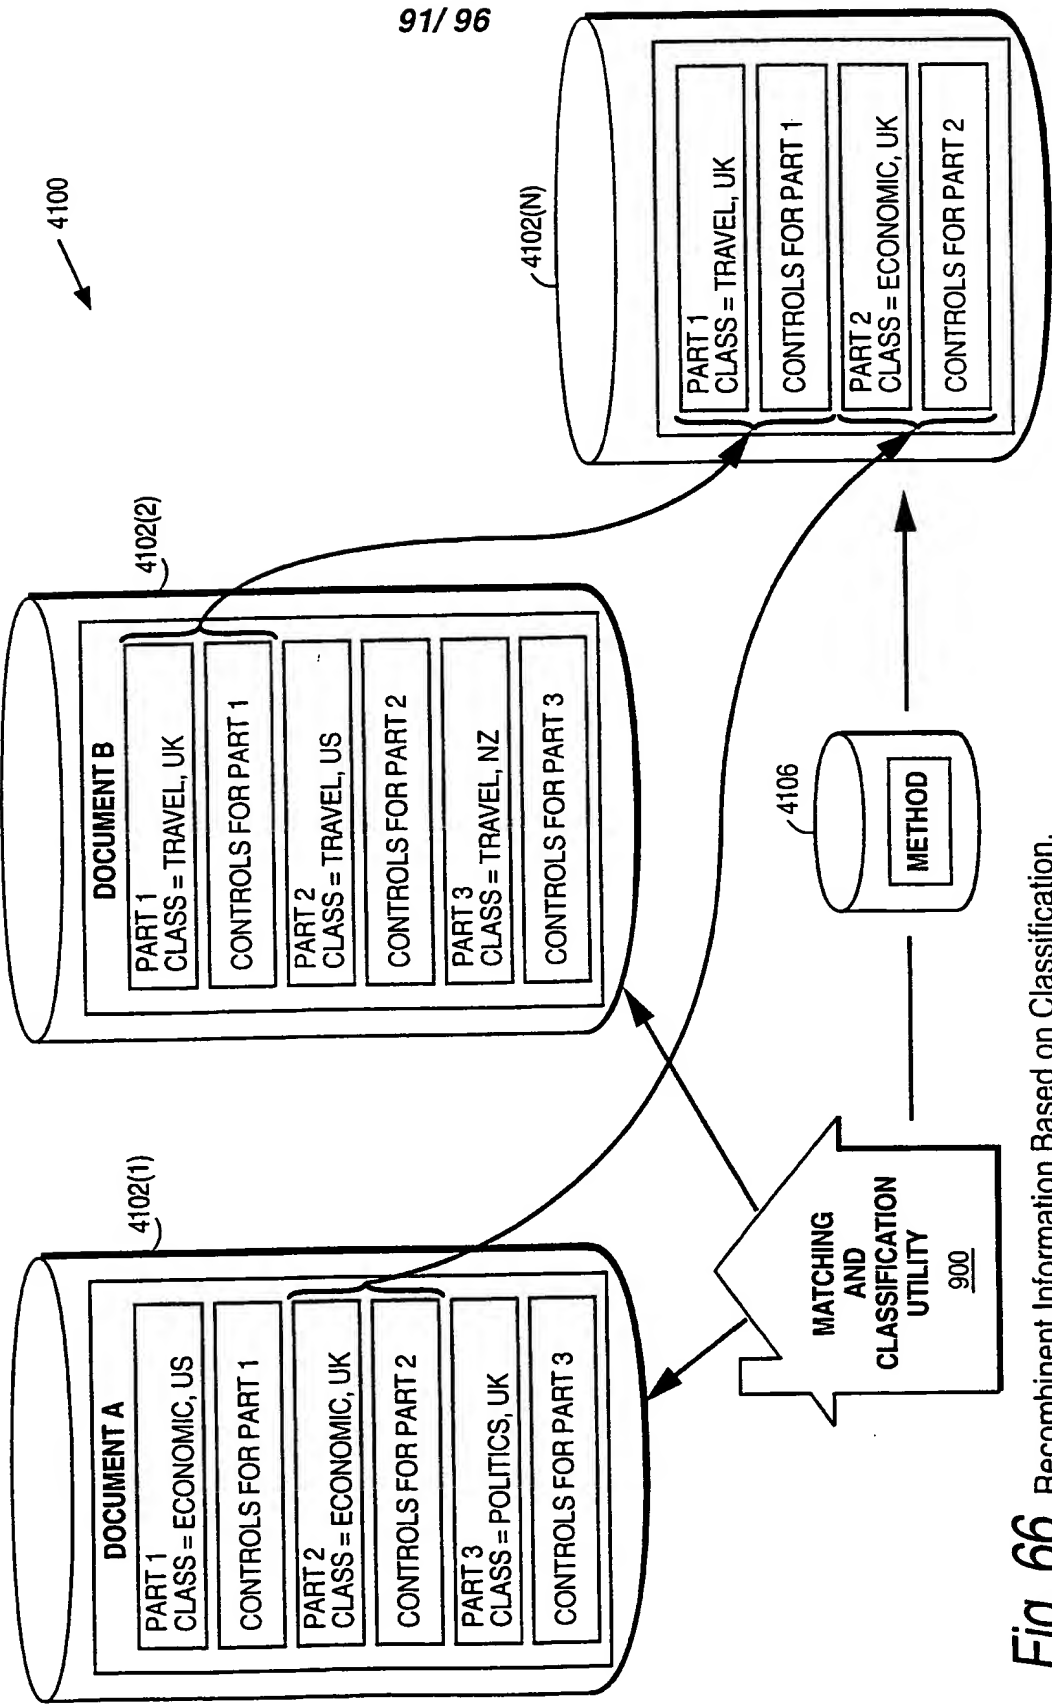 91/ 96
4100
4102(1)
DOCUMENT A
PART 1
CLASS = ECONOMIC, US
CONTROLS FOR PART 1
PART 2
CLASS = ECONOMIC, UK
CONTROLS FOR PART 2
PART 3
CLASS = POLITICS, UK
CONTROLS FOR PART 3
4102(2)
DOCUMENT B
PART 1
CLASS = TRAVEL, UK
CONTROLS FOR PART 1
PART 2
CLASS = TRAVEL, US
CONTROLS FOR PART 2
PART 3
CLASS = TRAVEL, NZ
CONTROLS FOR PART 3
4102(N)
PART 1
CLASS = TRAVEL, UK
CONTROLS FOR PART 1
PART 2
CLASS = ECONOMIC, UK
CONTROLS FOR PART 2
MATCHING
AND
CLASSIFICATION
UTILITY
900
4106
METHOD
Fig. 66 Recombinent Information Based on Classification.